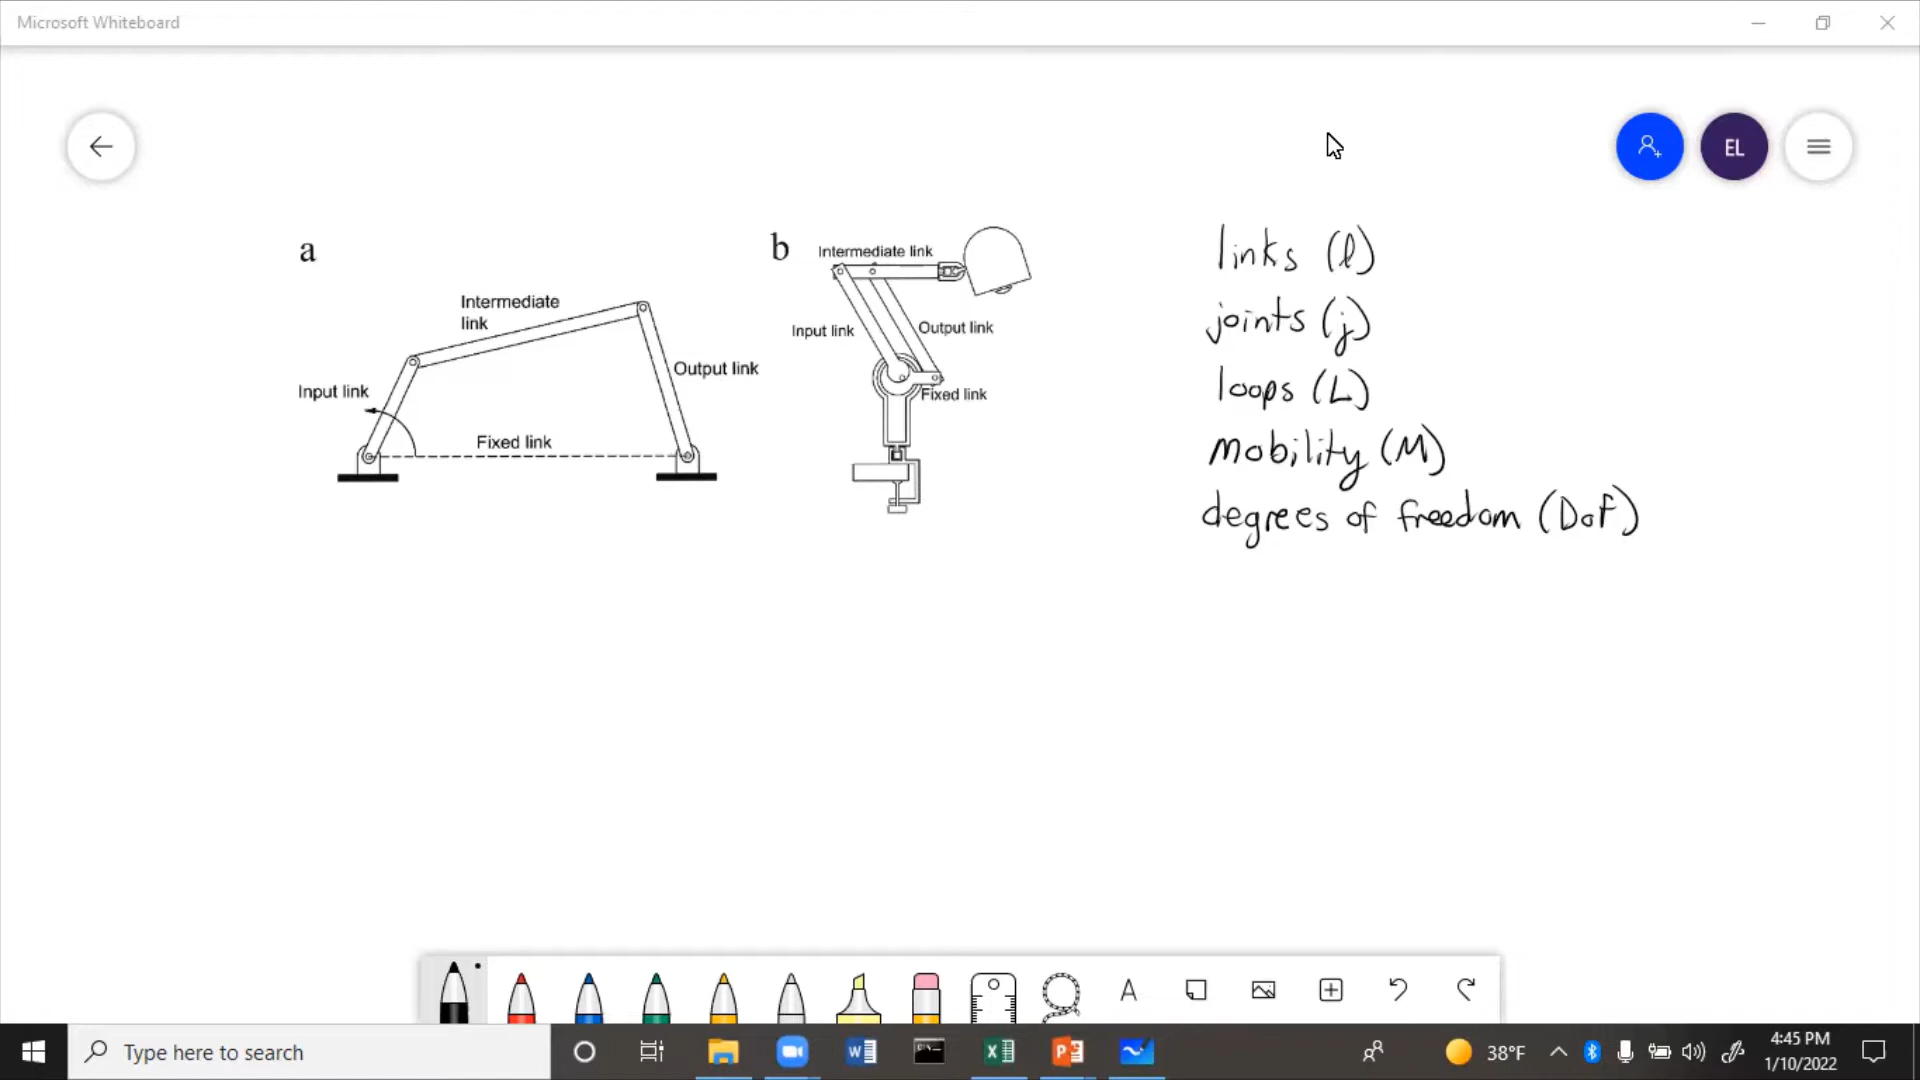 Microsoft Whiteboard
EL
a
Intermediate
link
Input link
Output link
Fixed link
b
Intermediate link
Input link
Output link
Fixed link
links (l)
joints (j)
loops (L)
mobility (M)
degrees of freedom (DoF)
A
Type here to search
38°F
4:45 PM
1/10/2022